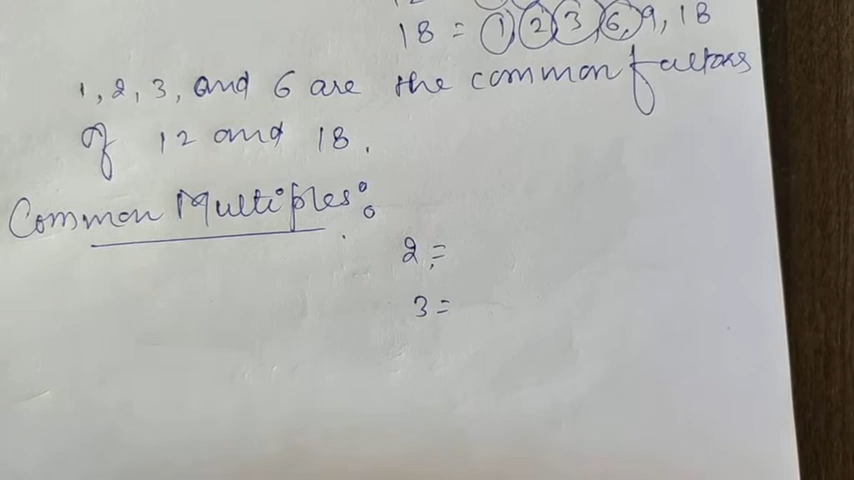 18 = 1, 2, 3, 6, 9, 18
1, 2, 3, and 6 are the common factors
of 12 and 18.
Common Multiples:
2 =
3 =